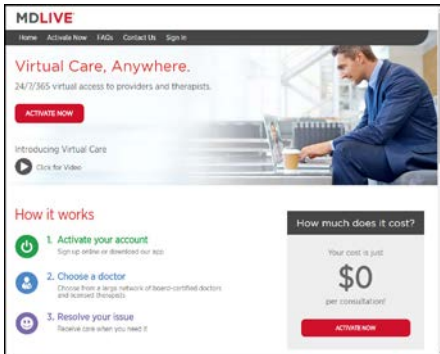 MDLIVE
Home Activate Now FAQs Contact Us Sign In
Virtual Care, Anywhere.
24/7/365 virtual access to providers and therapists.
ACTIVATE NOW
Introducing Virtual Care
Click for Video
How it works
1. Activate your account
Sign up online or download our app
2. Choose a doctor
Choose from a large network of board-certified doctors
and licensed therapists
3. Resolve your issue
Receive care when you need it
How much does it cost?
Your cost is just
$0
per consultation!
ACTIVATE NOW